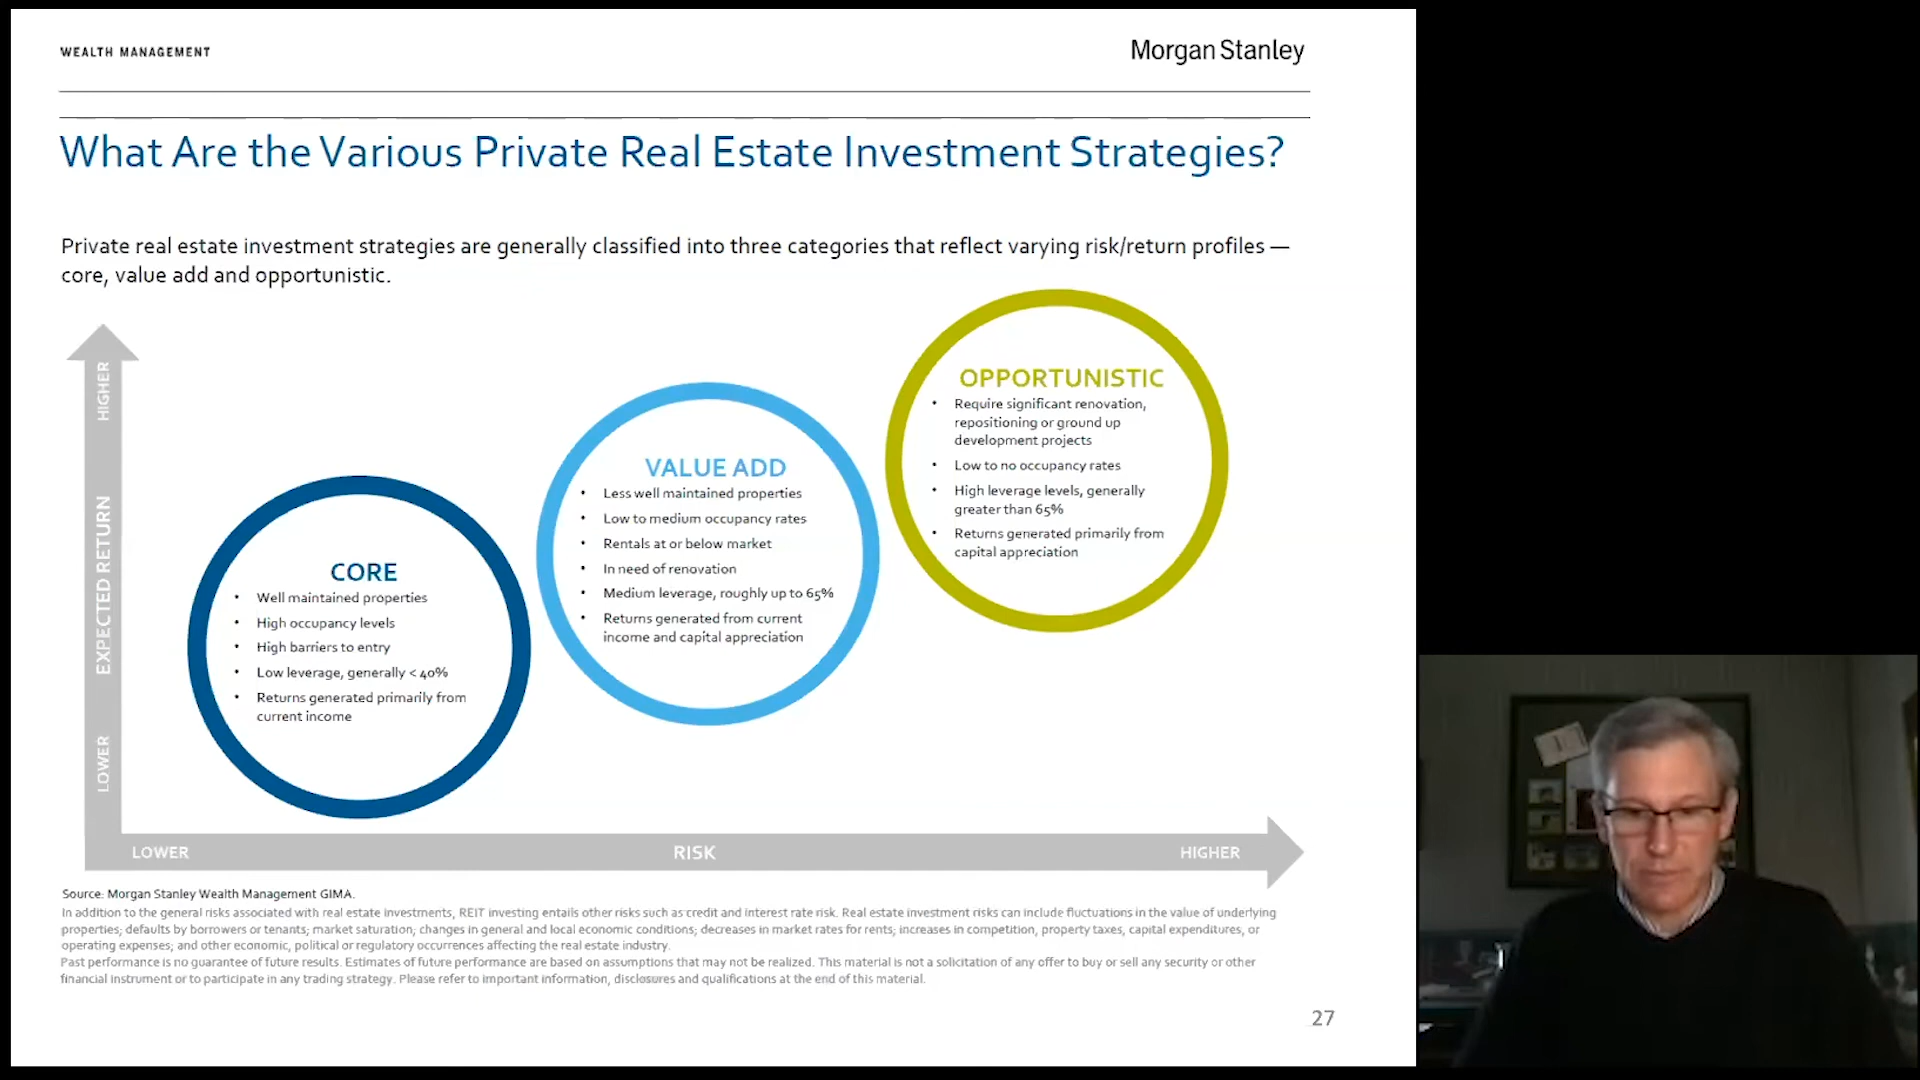 WEALTH MANAGEMENT
Morgan Stanley
What Are the Various Private Real Estate Investment Strategies?
Private real estate investment strategies are generally classified into three categories that reflect varying risk/return profiles —
core, value add and opportunistic.
HIGHER
EXPECTED RETURN
LOWER
CORE
• Well maintained properties
• High occupancy levels
• High barriers to entry
• Low leverage, generally < 40%
• Returns generated primarily from
current income
VALUE ADD
• Less well maintained properties
• Low to medium occupancy rates
• Rentals at or below market
• In need of renovation
• Medium leverage, roughly up to 65%
• Returns generated from current
income and capital appreciation
OPPORTUNISTIC
• Require significant renovation,
repositioning or ground up
development projects
• Low to no occupancy rates
• High leverage levels, generally
greater than 65%
• Returns generated primarily from
capital appreciation
LOWER
RISK
HIGHER
Source: Morgan Stanley Wealth Management GIMA.
In addition to the general risks associated with real estate investments, REIT investing entails other risks such as credit and interest rate risk. Real estate investment risks can include fluctuations in the value of underlying
properties; defaults by borrowers or tenants; market saturation; changes in general and local economic conditions; decreases in market rates for rents; increases in competition, property taxes, capital expenditures, or
operating expenses; and other economic, political or regulatory occurrences affecting the real estate industry.
Past performance is no guarantee of future results. Estimates of future performance are based on assumptions that may not be realized. This material is not a solicitation of any offer to buy or sell any security or other
financial instrument or to participate in any trading strategy. Please refer to important information, disclosures and qualifications at the end of this material.
27